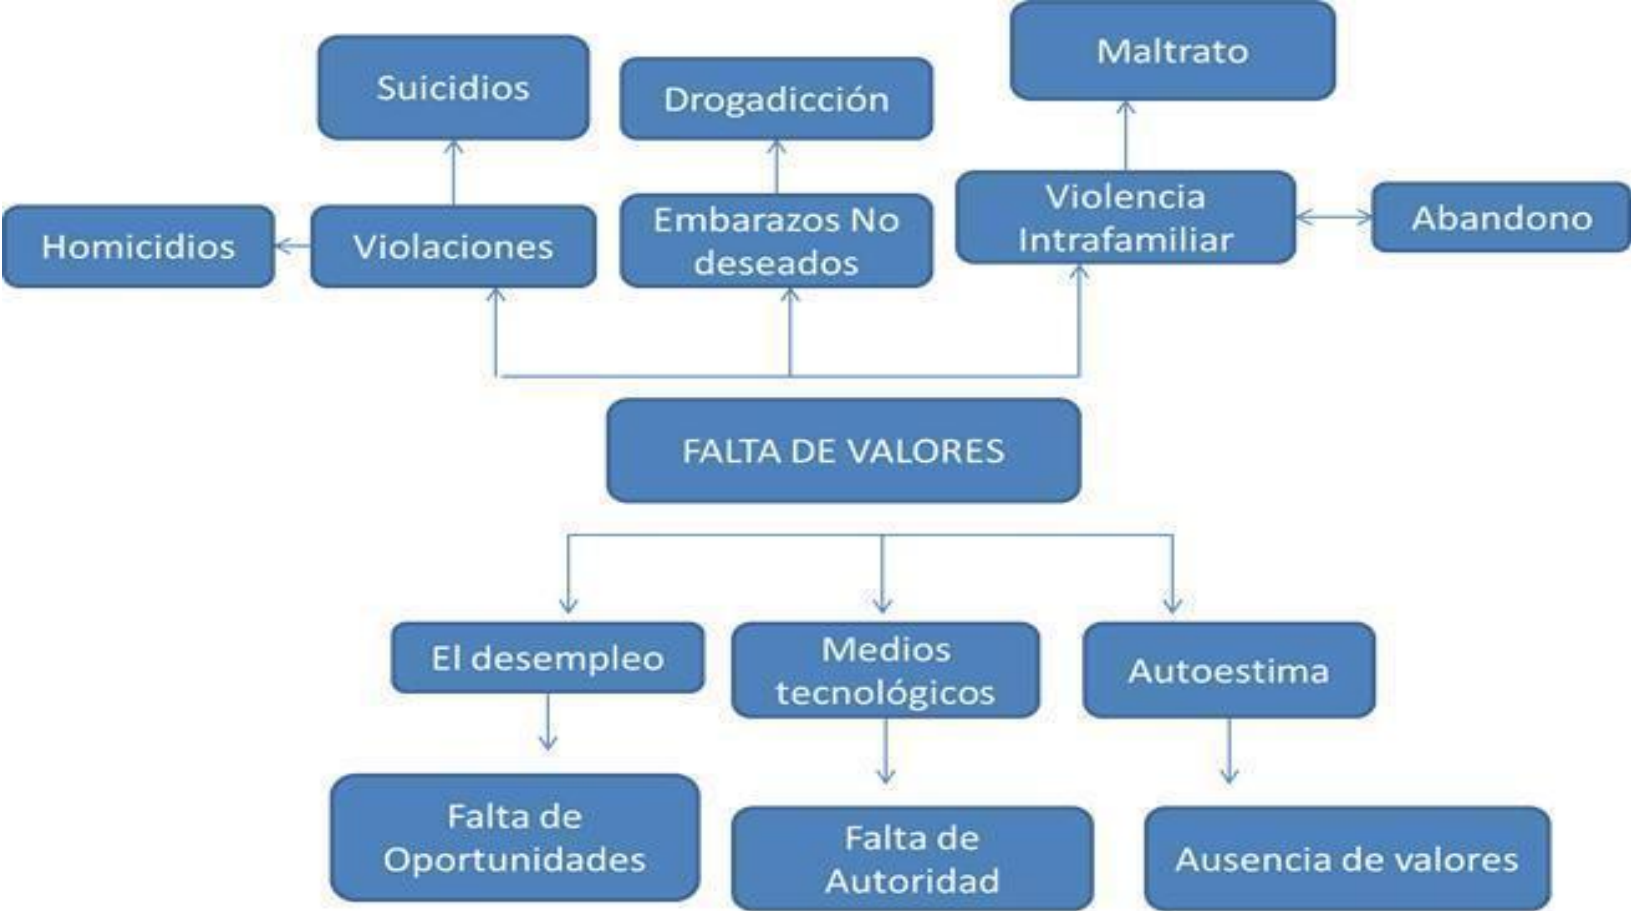 Maltrato
Suicidios
Drogadicción
Homicidios
Violaciones
Embarazos No
deseados
Violencia
Intrafamiliar
Abandono
FALTA DE VALORES
El desempleo
Medios
tecnológicos
Autoestima
Falta de
Oportunidades
Falta de
Autoridad
Ausencia de valores